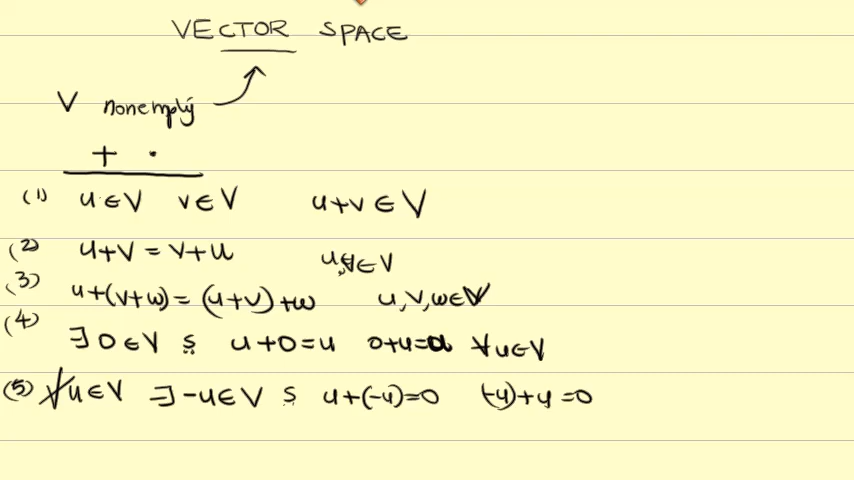 VECTOR SPACE
V nonempty
+ ·
(1) u ∈ V v ∈ V u+v ∈ V
(2) u+v = v+u u,v ∈ V
(3) u+(v+w) = (u+v)+w u,v,w ∈ V
(4) ∃ 0 ∈ V s u+0=u 0+u=u ∀u∈V
(5) ∀u ∈ V ∃ -u ∈ V s u+(-u)=0 (-u)+u=0